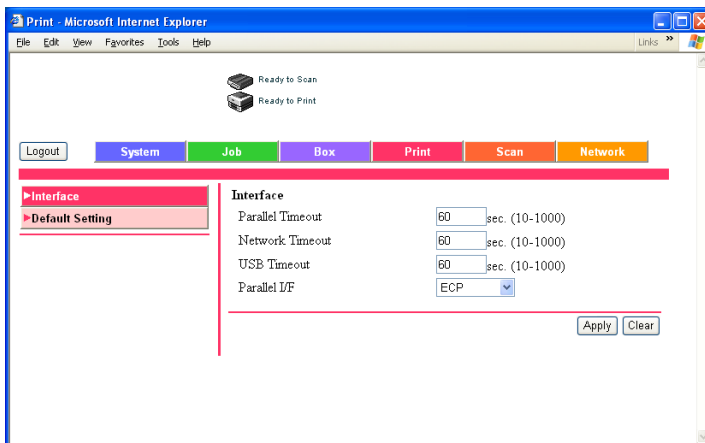 Print - Microsoft Internet Explorer
File Edit View Favorites Tools Help Links »
Ready to Scan
Ready to Print
Logout System Job Box Print Scan Network
Interface
Default Setting
Interface
Parallel Timeout 60 sec. (10-1000)
Network Timeout 60 sec. (10-1000)
USB Timeout 60 sec. (10-1000)
Parallel I/F ECP
Apply Clear